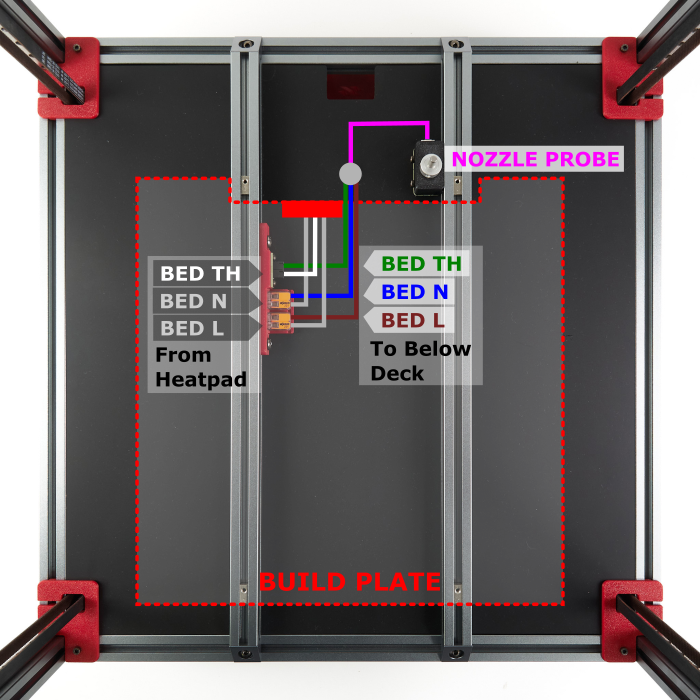 NOZZLE PROBE
BED TH
BED N
BED L
From
Heatpad
BED TH
BED N
BED L
To Below
Deck
BUILD PLATE